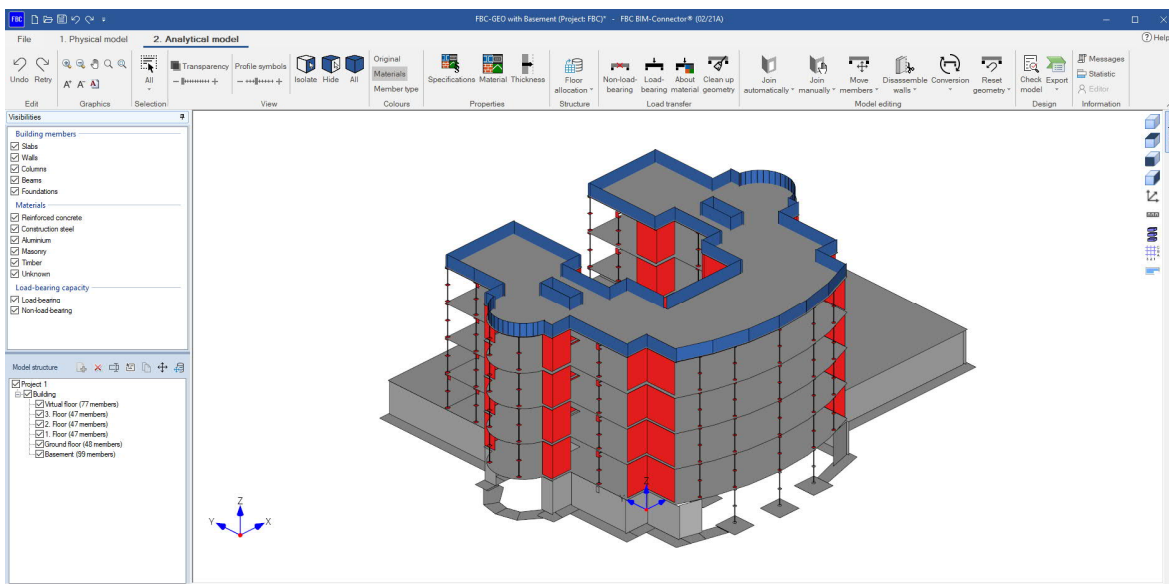 FBC
FBC-GEO with Basement (Project: FBC)* - FBC BIM-Connector® (02/21A)
File 1. Physical model 2. Analytical model Help
Undo Retry
Edit
Graphics
All
Selection
Transparency Profile symbols
Isolate Hide All
View
Original
Materials
Member type
Colours
Specifications Material Thickness
Properties
Floor
allocation
Structure
Non-load- Load- About Clean up
bearing bearing material geometry
Load transfer
Join Join Move Disassemble Conversion Reset
automatically manually members walls geometry
Model editing
Check Export
model
Design
Messages
Statistic
Editor
Information
Visibilities
Building members
Slabs
Walls
Columns
Beams
Foundations
Materials
Reinforced concrete
Construction steel
Aluminium
Masonry
Timber
Unknown
Load-bearing capacity
Load-bearing
Non-load-bearing
Model structure
Project 1
Building
Virtual floor (77 members)
3. Floor (47 members)
2. Floor (47 members)
1. Floor (47 members)
Ground floor (48 members)
Basement (99 members)
Z
Y X
Z